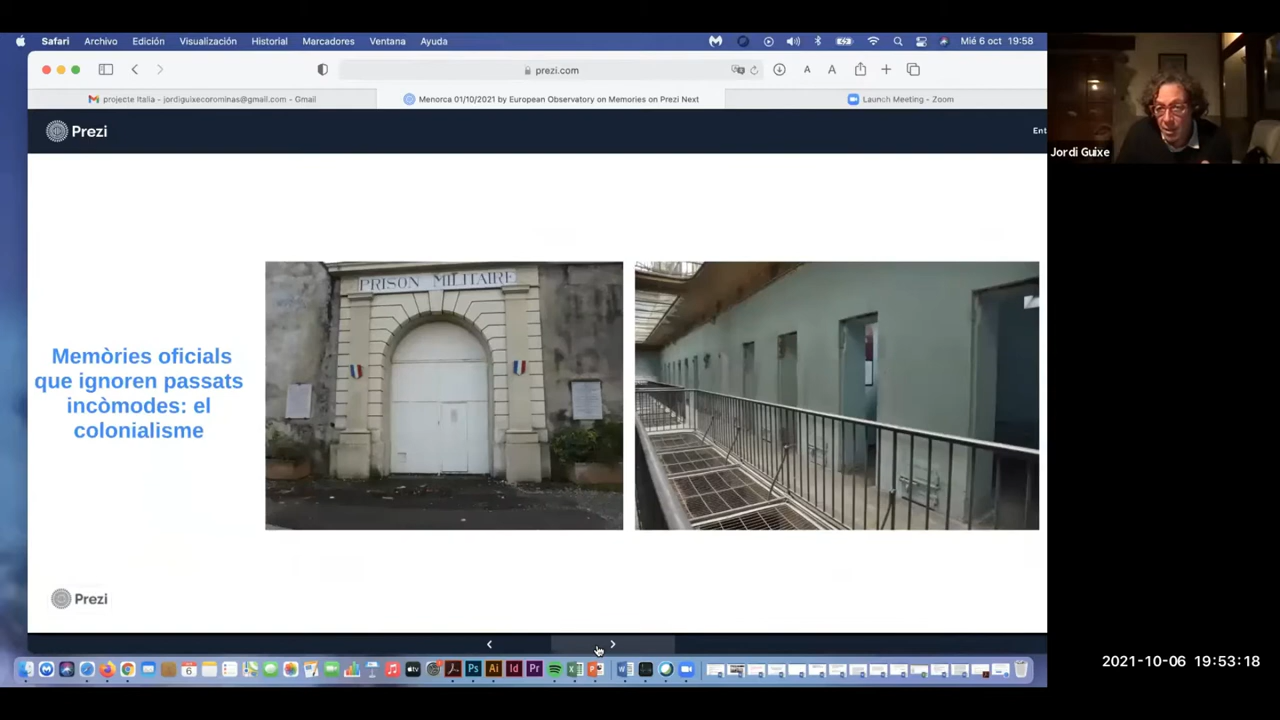 Safari Archivo Edición Visualización Historial Marcadores Ventana Ayuda Mié 6 oct 19:58
prezi.com
A A
projecte Italia - jordiguixecorominas@gmail.com - Gmail
Menorca 01/10/2021 by European Observatory on Memories on Prezi Next
Launch Meeting - Zoom
Prezi
Ent
Jordi Guixe
PRISON MILITAIRE
Memòries oficials
que ignoren passats
incòmodes: el
colonialisme
Prezi
2021-10-06 19:53:18